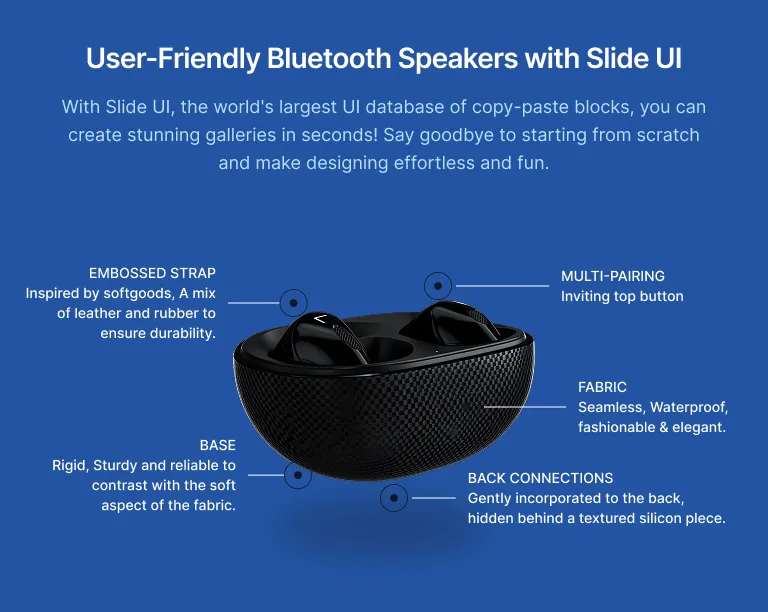 User-Friendly Bluetooth Speakers with Slide UI
With Slide UI, the world's largest UI database of copy-paste blocks, you can
create stunning galleries in seconds! Say goodbye to starting from scratch
and make designing effortless and fun.
EMBOSSED STRAP
Inspired by softgoods, A mix
of leather and rubber to
ensure durability.
MULTI-PAIRING
Inviting top button
FABRIC
Seamless, Waterproof,
fashionable & elegant.
BASE
Rigid, Sturdy and reliable to
contrast with the soft
aspect of the fabric.
BACK CONNECTIONS
Gently incorporated to the back,
hidden behind a textured silicon plece.